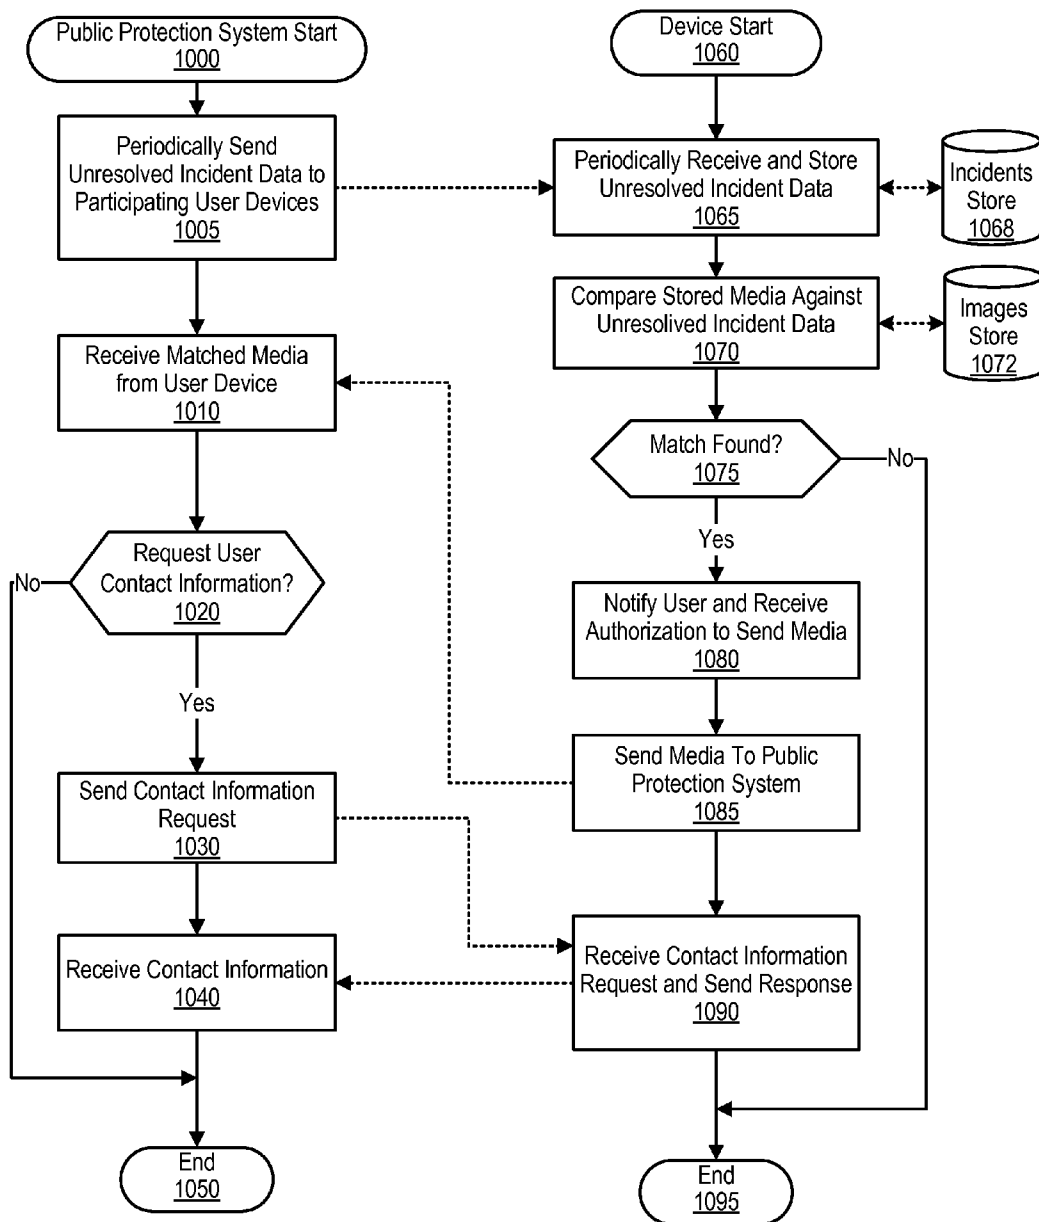 Public Protection System Start
1000
Periodically Send
Unresolved Incident Data to
Participating User Devices
1005
Receive Matched Media
from User Device
1010
Request User
Contact Information?
1020
No
Yes
Send Contact Information
Request
1030
Receive Contact Information
1040
End
1050
Device Start
1060
Periodically Receive and Store
Unresolved Incident Data
1065
Incidents
Store
1068
Compare Stored Media Against
Unresolived Incident Data
1070
Images
Store
1072
Match Found?
1075
No
Yes
Notify User and Receive
Authorization to Send Media
1080
Send Media To Public
Protection System
1085
Receive Contact Information
Request and Send Response
1090
End
1095